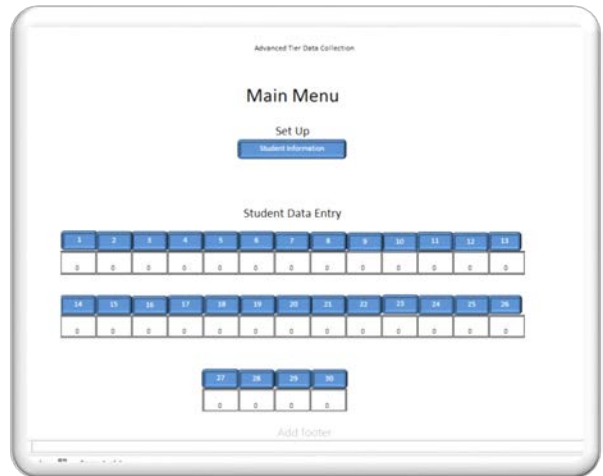 Advanced Tier Data Collection
Main Menu
Set Up
Student Information
Student Data Entry
1 2 3 4 5 6 7 8 9 10 11 12 13
0 0 0 0 0 0 0 0 0 0 0 0 0
14 15 16 17 18 19 20 21 22 23 24 25 26
0 0 0 0 0 0 0 0 0 0 0 0 0
27 28 29 30
0 0 0 0
Add footer